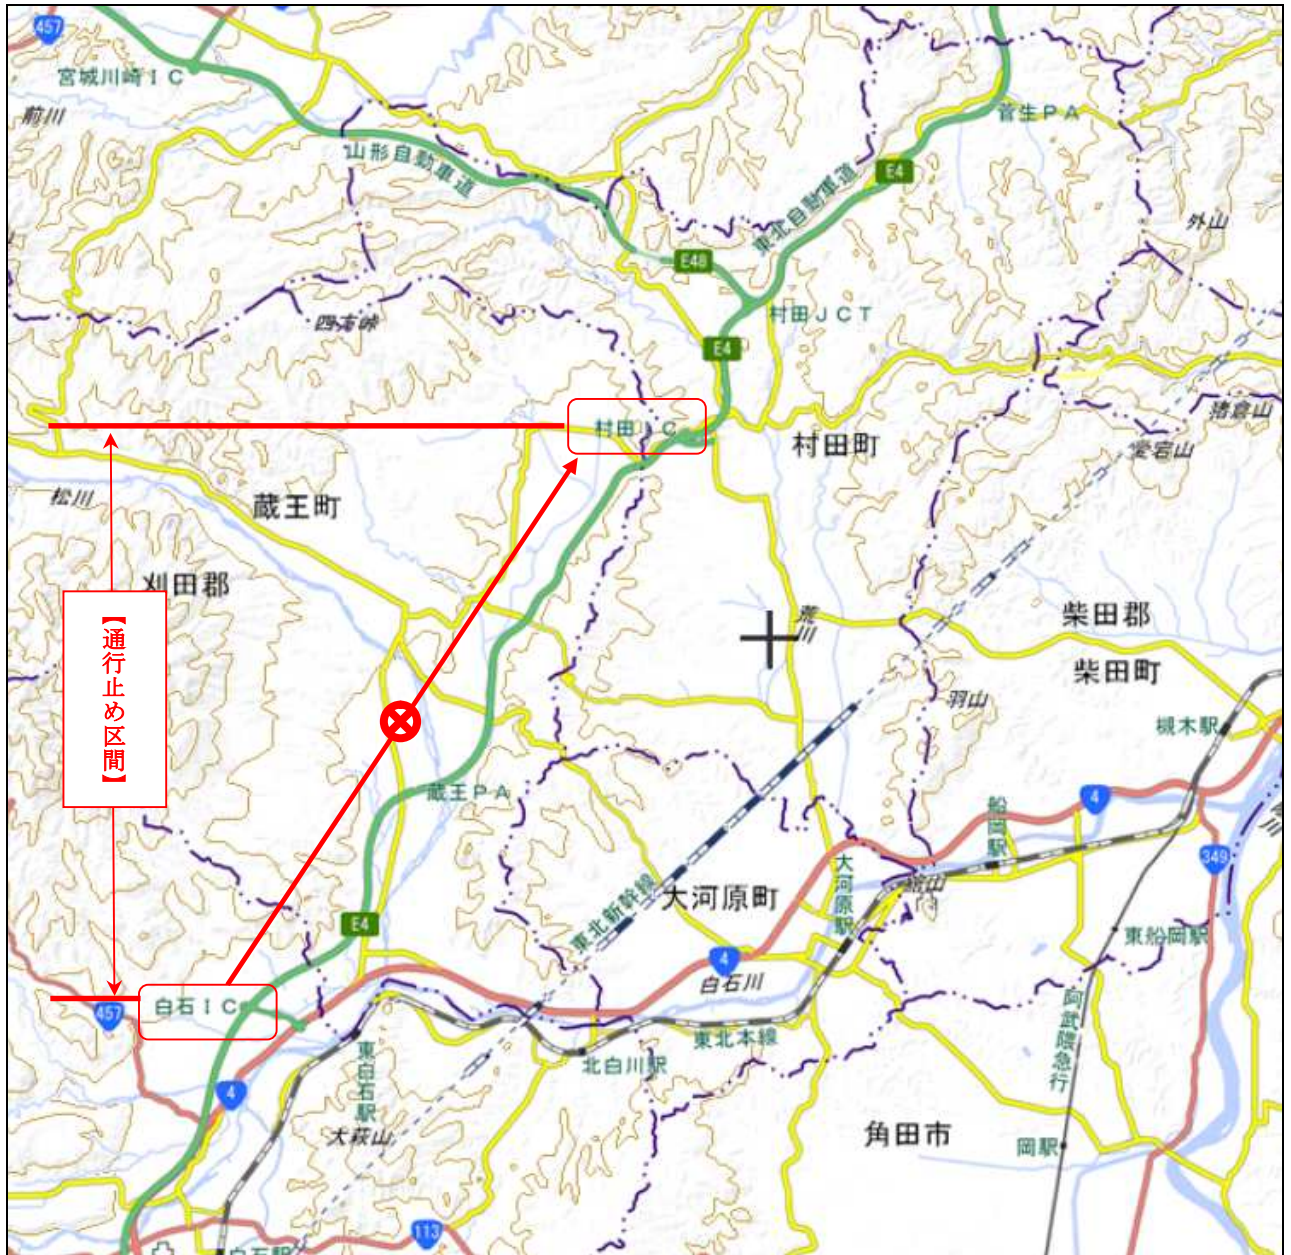 457
宮城川崎IC
前川
山形自動車道
菅生PA
E4
東北自動車道
外山
E48
村田JCT
四方峠
E4
猪倉山
村田IC
村田町
愛宕山
松川
蔵王町
刈田郡
【通行止め区間】
荒川
柴田郡
柴田町
羽山
槻木駅
蔵王PA
船岡駅
4
349
大河原駅
大河原町
館山
東北新幹線
E4
東船岡駅
4
白石川
白石IC
457
阿武隈急行
東北本線
北白川駅
東白石駅
4
大萩山
角田市
岡駅
113
白石駅